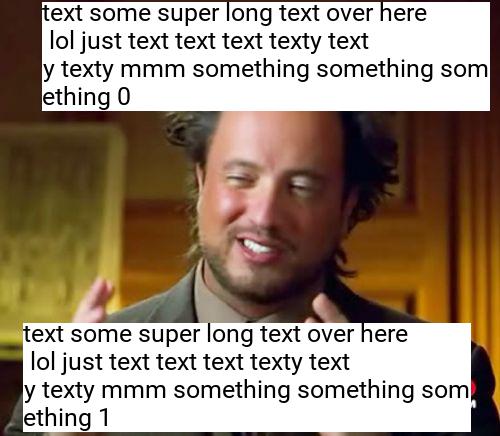 text some super long text over here
lol just text text text texty text
y texty mmm something something som
ething 0
text some super long text over here
lol just text text text texty text
y texty mmm something something som
ething 1